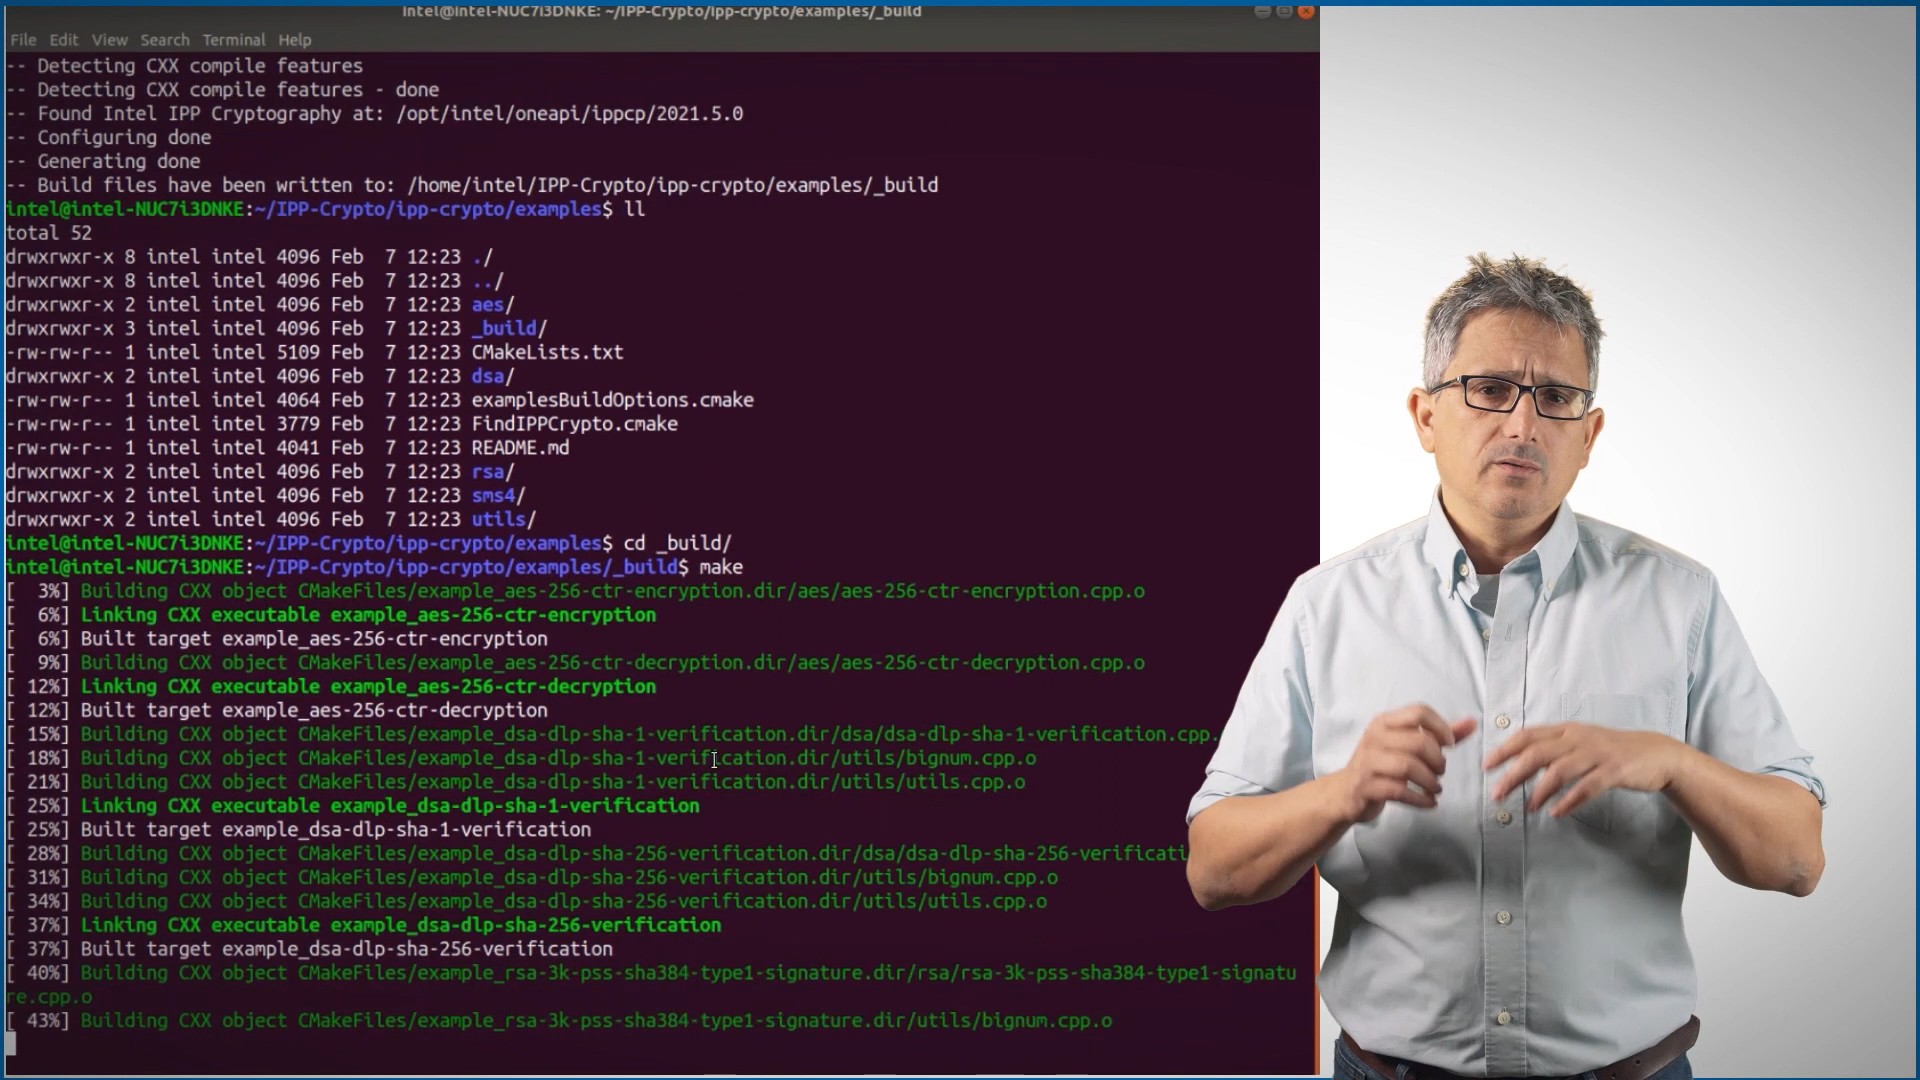 intel@intel-NUC7i3DNKE: ~/IPP-Crypto/ipp-crypto/examples/_build
File Edit View Search Terminal Help
-- Detecting CXX compile features
-- Detecting CXX compile features - done
-- Found Intel IPP Cryptography at: /opt/intel/oneapi/ippcp/2021.5.0
-- Configuring done
-- Generating done
-- Build files have been written to: /home/intel/IPP-Crypto/ipp-crypto/examples/_build
intel@intel-NUC7i3DNKE:~/IPP-Crypto/ipp-crypto/examples$ ll
total 52
drwxrwxr-x 8 intel intel 4096 Feb  7 12:23 ./
drwxrwxr-x 8 intel intel 4096 Feb  7 12:23 ../
drwxrwxr-x 2 intel intel 4096 Feb  7 12:23 aes/
drwxrwxr-x 3 intel intel 4096 Feb  7 12:23 _build/
-rw-rw-r-- 1 intel intel 5109 Feb  7 12:23 CMakeLists.txt
drwxrwxr-x 2 intel intel 4096 Feb  7 12:23 dsa/
-rw-rw-r-- 1 intel intel 4064 Feb  7 12:23 examplesBuildOptions.cmake
-rw-rw-r-- 1 intel intel 3779 Feb  7 12:23 FindIPPCrypto.cmake
-rw-rw-r-- 1 intel intel 4041 Feb  7 12:23 README.md
drwxrwxr-x 2 intel intel 4096 Feb  7 12:23 rsa/
drwxrwxr-x 2 intel intel 4096 Feb  7 12:23 sms4/
drwxrwxr-x 2 intel intel 4096 Feb  7 12:23 utils/
intel@intel-NUC7i3DNKE:~/IPP-Crypto/ipp-crypto/examples$ cd _build/
intel@intel-NUC7i3DNKE:~/IPP-Crypto/ipp-crypto/examples/_build$ make
[  3%] Building CXX object CMakeFiles/example_aes-256-ctr-encryption.dir/aes/aes-256-ctr-encryption.cpp.o
[  6%] Linking CXX executable example_aes-256-ctr-encryption
[  6%] Built target example_aes-256-ctr-encryption
[  9%] Building CXX object CMakeFiles/example_aes-256-ctr-decryption.dir/aes/aes-256-ctr-decryption.cpp.o
[ 12%] Linking CXX executable example_aes-256-ctr-decryption
[ 12%] Built target example_aes-256-ctr-decryption
[ 15%] Building CXX object CMakeFiles/example_dsa-dlp-sha-1-verification.dir/dsa/dsa-dlp-sha-1-verification.cpp.
[ 18%] Building CXX object CMakeFiles/example_dsa-dlp-sha-1-verification.dir/utils/bignum.cpp.o
[ 21%] Building CXX object CMakeFiles/example_dsa-dlp-sha-1-verification.dir/utils/utils.cpp.o
[ 25%] Linking CXX executable example_dsa-dlp-sha-1-verification
[ 25%] Built target example_dsa-dlp-sha-1-verification
[ 28%] Building CXX object CMakeFiles/example_dsa-dlp-sha-256-verification.dir/dsa/dsa-dlp-sha-256-verificati
[ 31%] Building CXX object CMakeFiles/example_dsa-dlp-sha-256-verification.dir/utils/bignum.cpp.o
[ 34%] Building CXX object CMakeFiles/example_dsa-dlp-sha-256-verification.dir/utils/utils.cpp.o
[ 37%] Linking CXX executable example_dsa-dlp-sha-256-verification
[ 37%] Built target example_dsa-dlp-sha-256-verification
[ 40%] Building CXX object CMakeFiles/example_rsa-3k-pss-sha384-type1-signature.dir/rsa/rsa-3k-pss-sha384-type1-signatu
re.cpp.o
[ 43%] Building CXX object CMakeFiles/example_rsa-3k-pss-sha384-type1-signature.dir/utils/bignum.cpp.o